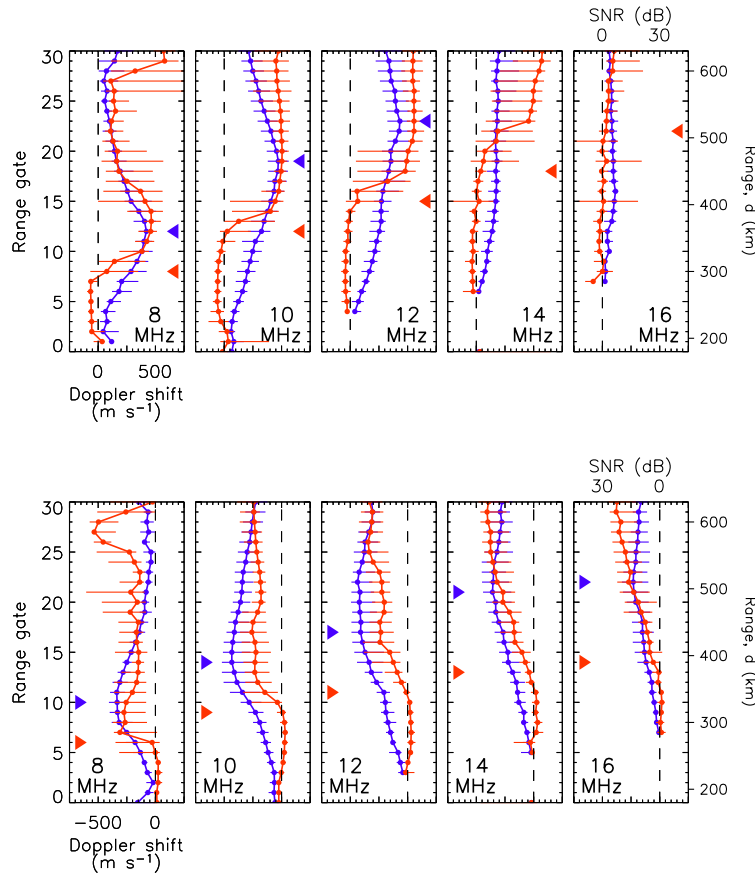 SNR (dB)
0 30
30
25
20
15
10
5
0
Range gate
8
MHz
10
MHz
12
MHz
14
MHz
16
MHz
600
500
400
300
200
Range, d (km)
0 500
Doppler shift
(m s⁻¹)
SNR (dB)
30 0
30
25
20
15
10
5
0
Range gate
8
MHz
10
MHz
12
MHz
14
MHz
16
MHz
600
500
400
300
200
Range, d (km)
−500 0
Doppler shift
(m s⁻¹)